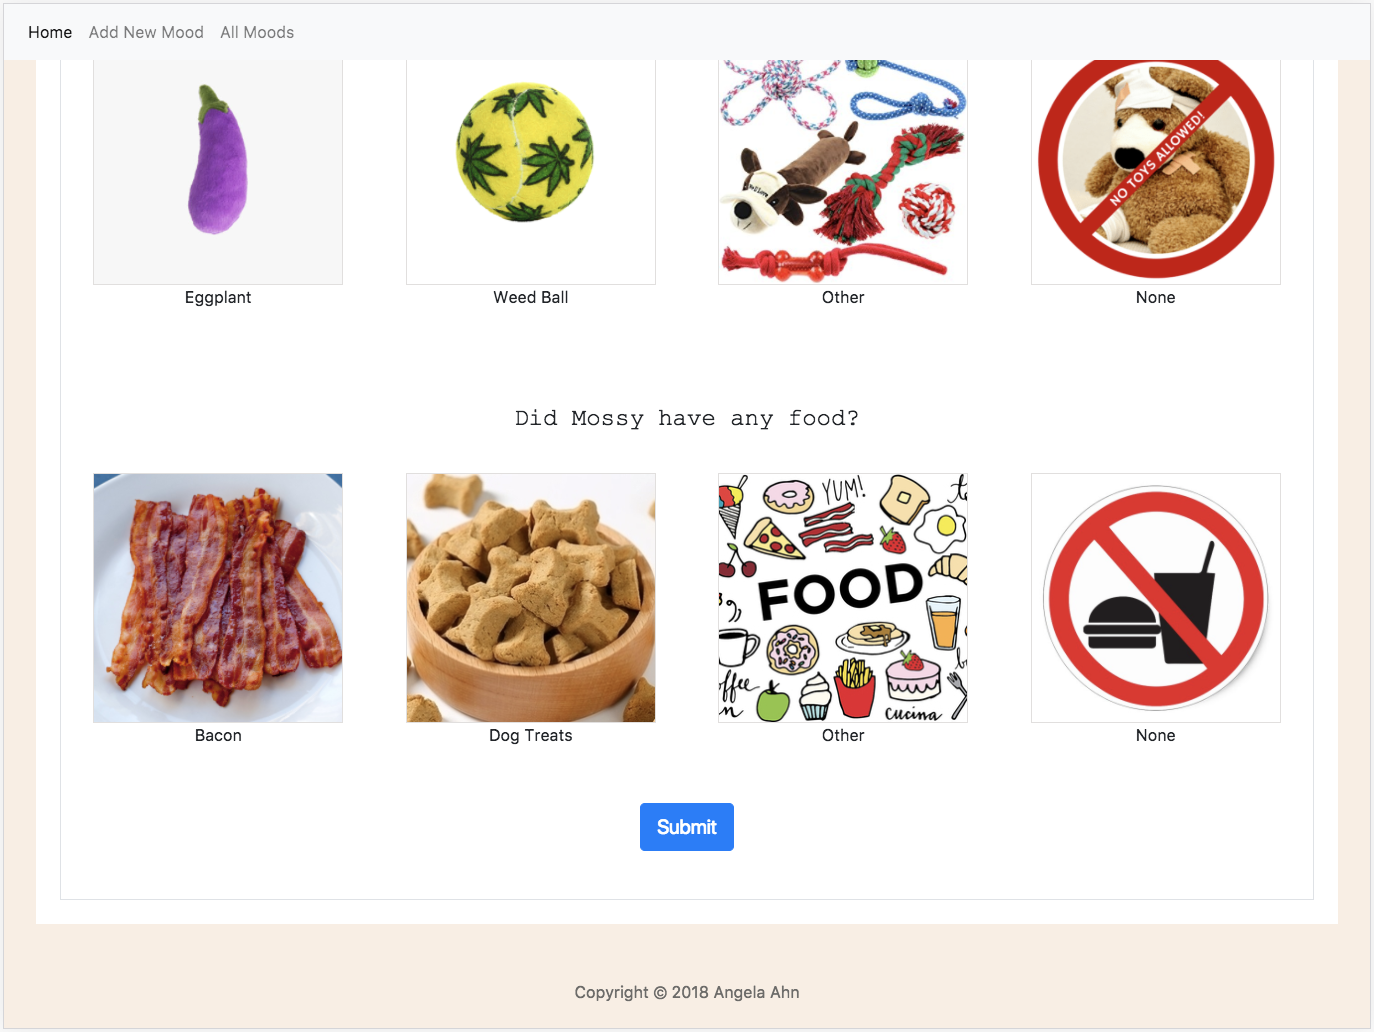 Home Add New Mood All Moods
NO TOYS ALLOWED!
Eggplant Weed Ball Other None
Did Mossy have any food?
YUM!
FOOD
cucina
Bacon Dog Treats Other None
Submit
Copyright © 2018 Angela Ahn